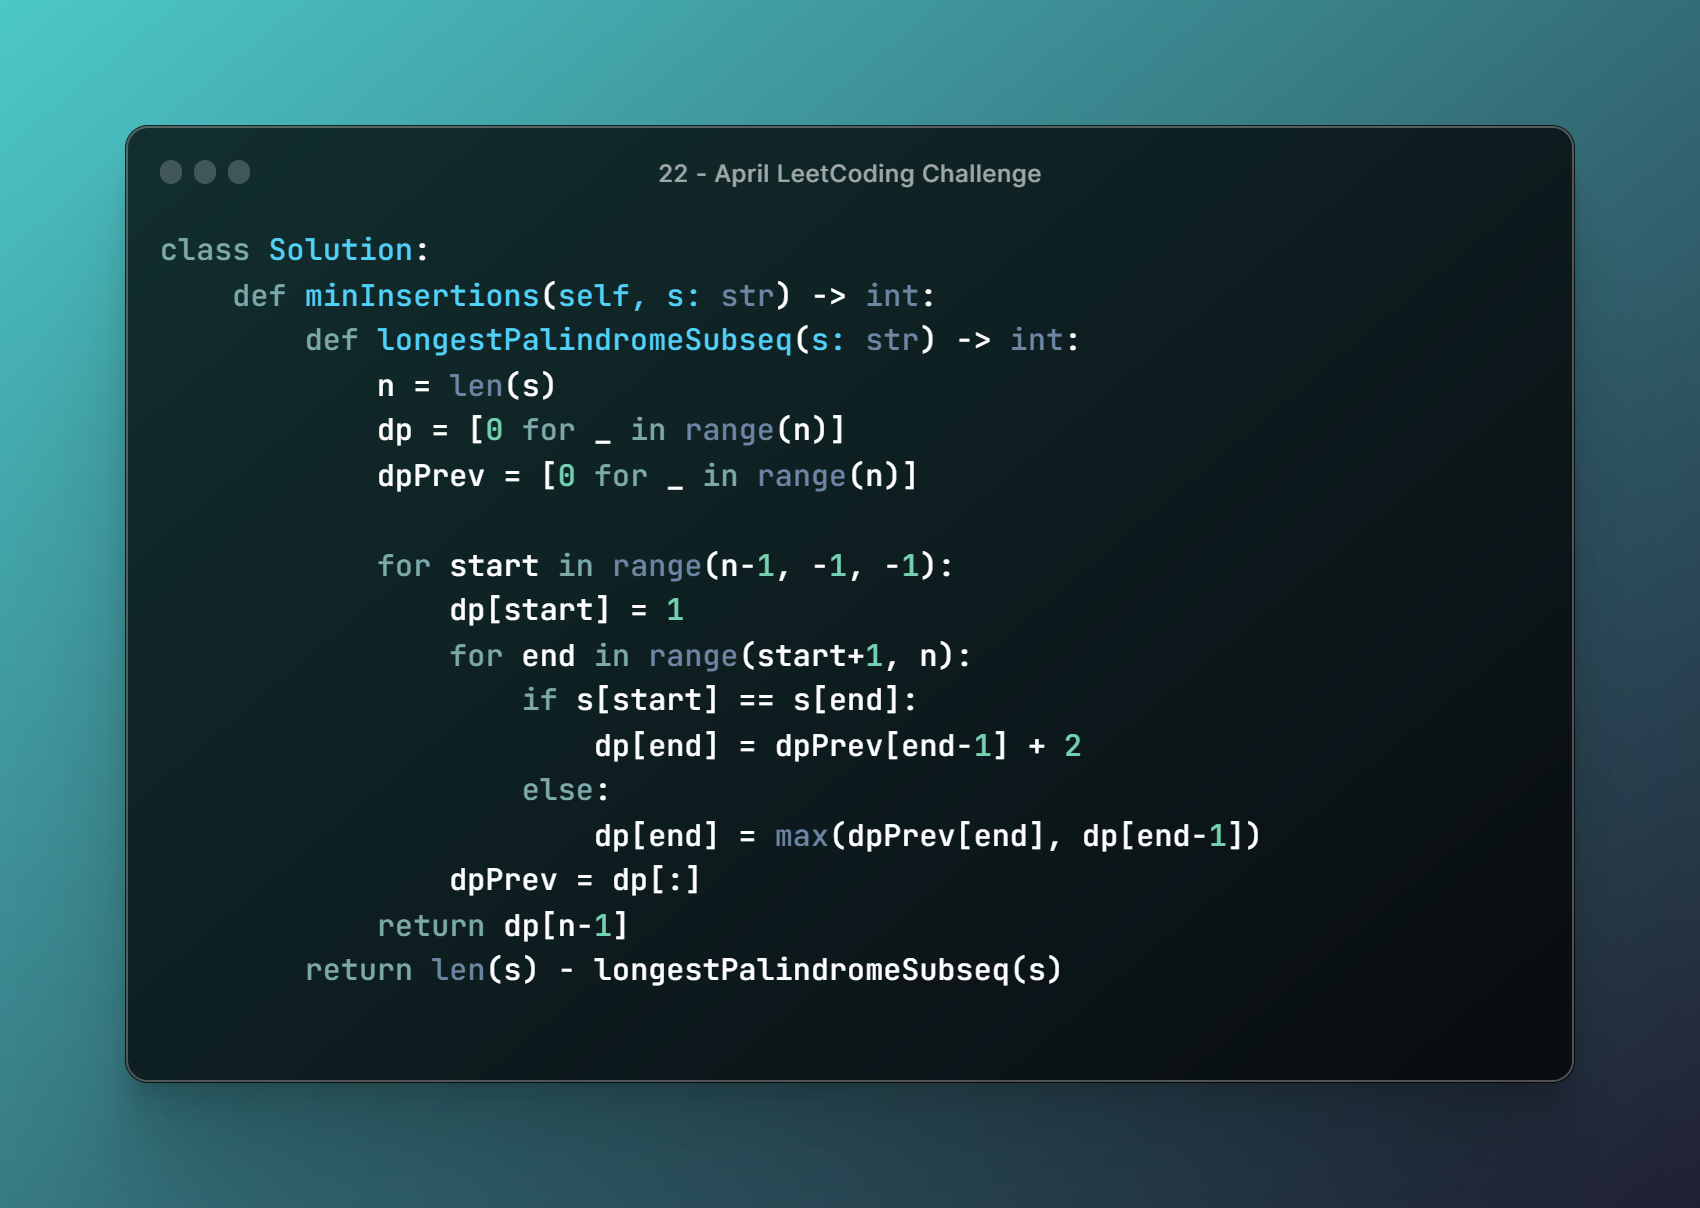 22 - April LeetCoding Challenge
class Solution:
    def minInsertions(self, s: str) -> int:
        def longestPalindromeSubseq(s: str) -> int:
            n = len(s)
            dp = [0 for _ in range(n)]
            dpPrev = [0 for _ in range(n)]

            for start in range(n-1, -1, -1):
                dp[start] = 1
                for end in range(start+1, n):
                    if s[start] == s[end]:
                        dp[end] = dpPrev[end-1] + 2
                    else:
                        dp[end] = max(dpPrev[end], dp[end-1])
                dpPrev = dp[:]
            return dp[n-1]
        return len(s) - longestPalindromeSubseq(s)